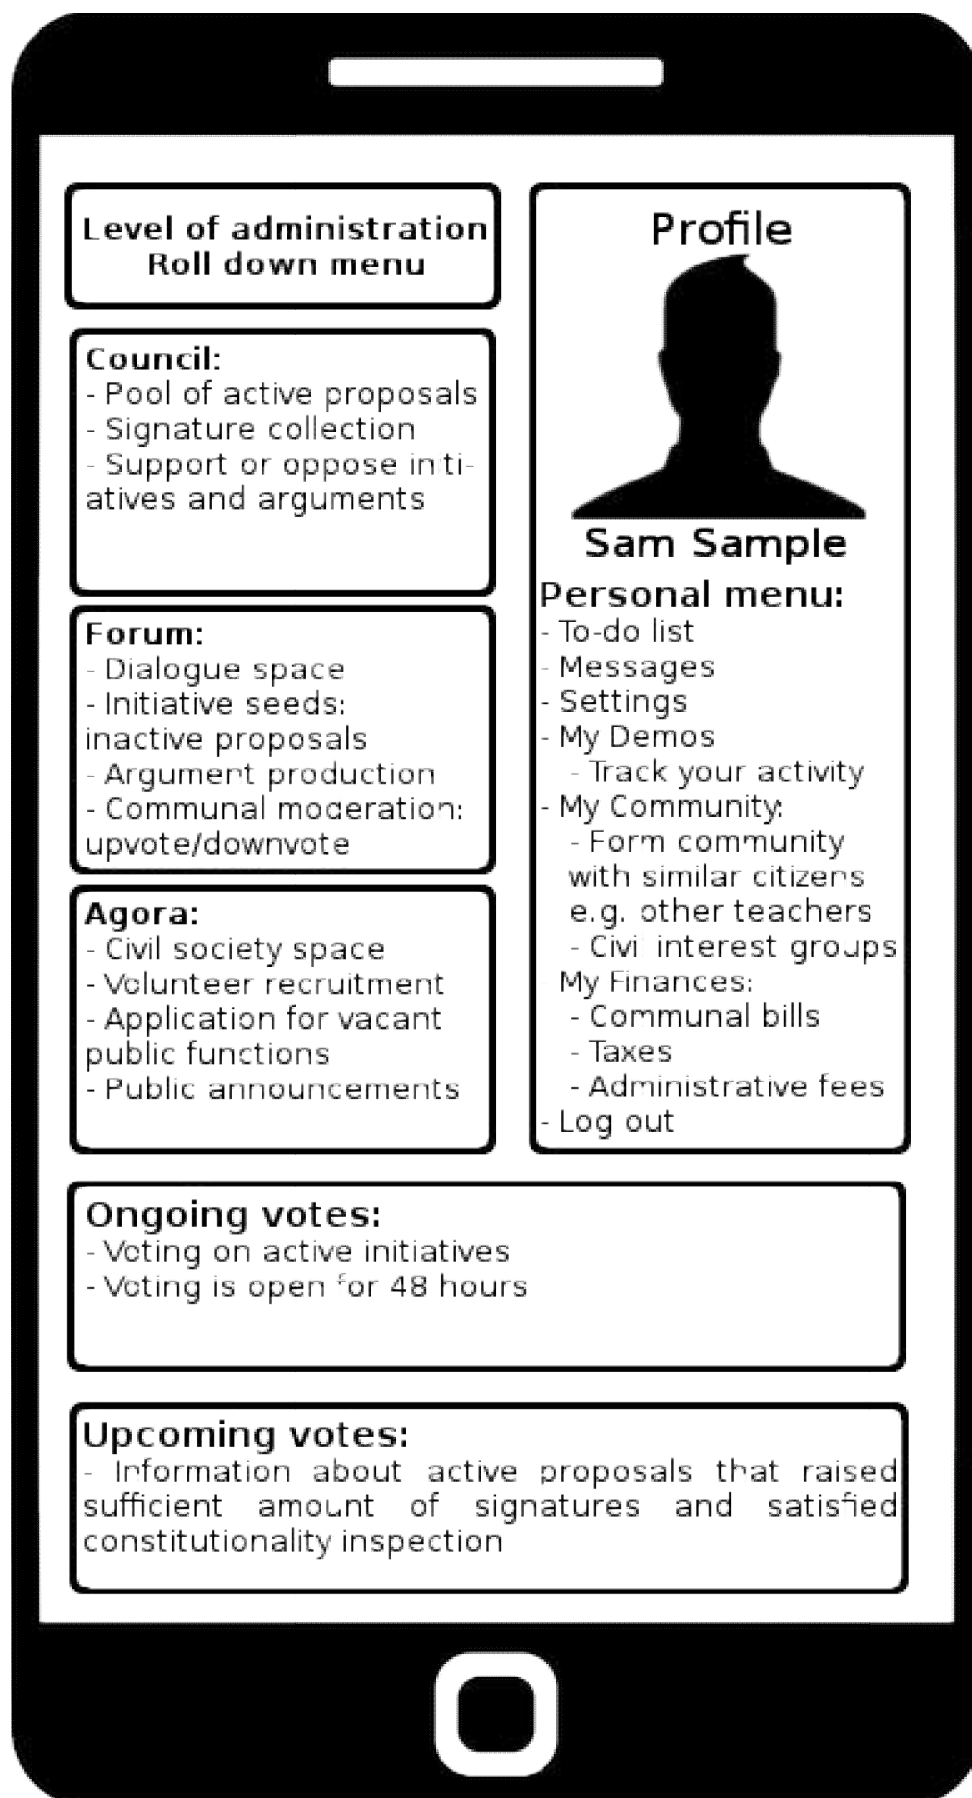 Level of administration
Roll down menu
Council:
- Pool of active proposals
- Signature collection
- Support or oppose initi-
atives and arguments
Forum:
- Dialogue space
- Initiative seeds:
inactive proposals
- Argument production
- Communal moderation:
upvote/downvote
Agora:
- Civil society space
- Volunteer recruitment
- Application for vacant
public functions
- Public announcements
Profile
Sam Sample
Personal menu:
- To-do list
- Messages
- Settings
- My Demos
- Track your activity
- My Community:
- Form community
with similar citizens
e.g. other teachers
- Civil interest groups
My Finances:
- Communal bills
- Taxes
- Administrative fees
- Log out
Ongoing votes:
- Voting on active initiatives
- Voting is open for 48 hours
Upcoming votes:
- Information about active proposals that raised
sufficient amount of signatures and satisfied
constitutionality inspection